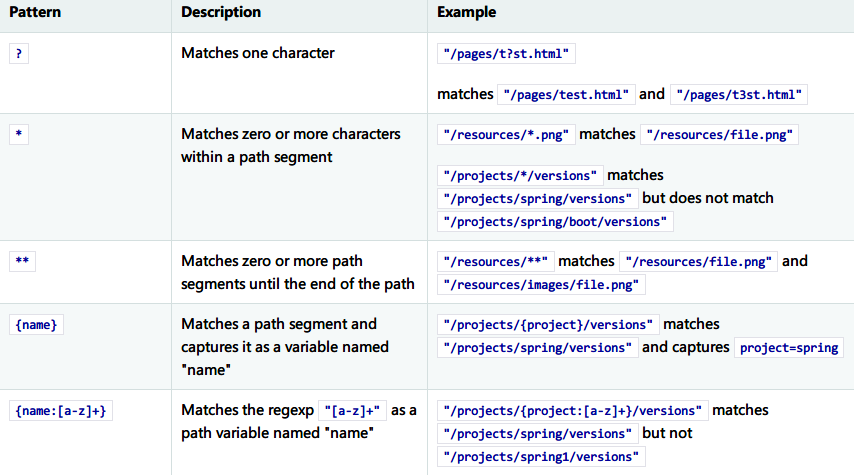 Pattern Description Example
? Matches one character "/pages/t?st.html"
matches "/pages/test.html" and "/pages/t3st.html"
* Matches zero or more characters
within a path segment
"/resources/*.png" matches "/resources/file.png"
"/projects/*/versions" matches
"/projects/spring/versions" but does not match
"/projects/spring/boot/versions"
** Matches zero or more path
segments until the end of the path
"/resources/**" matches "/resources/file.png" and
"/resources/images/file.png"
{name} Matches a path segment and
captures it as a variable named
"name"
"/projects/{project}/versions" matches
"/projects/spring/versions" and captures project=spring
{name:[a-z]+} Matches the regexp "[a-z]+" as a
path variable named "name"
"/projects/{project:[a-z]+}/versions" matches
"/projects/spring/versions" but not
"/projects/spring1/versions"